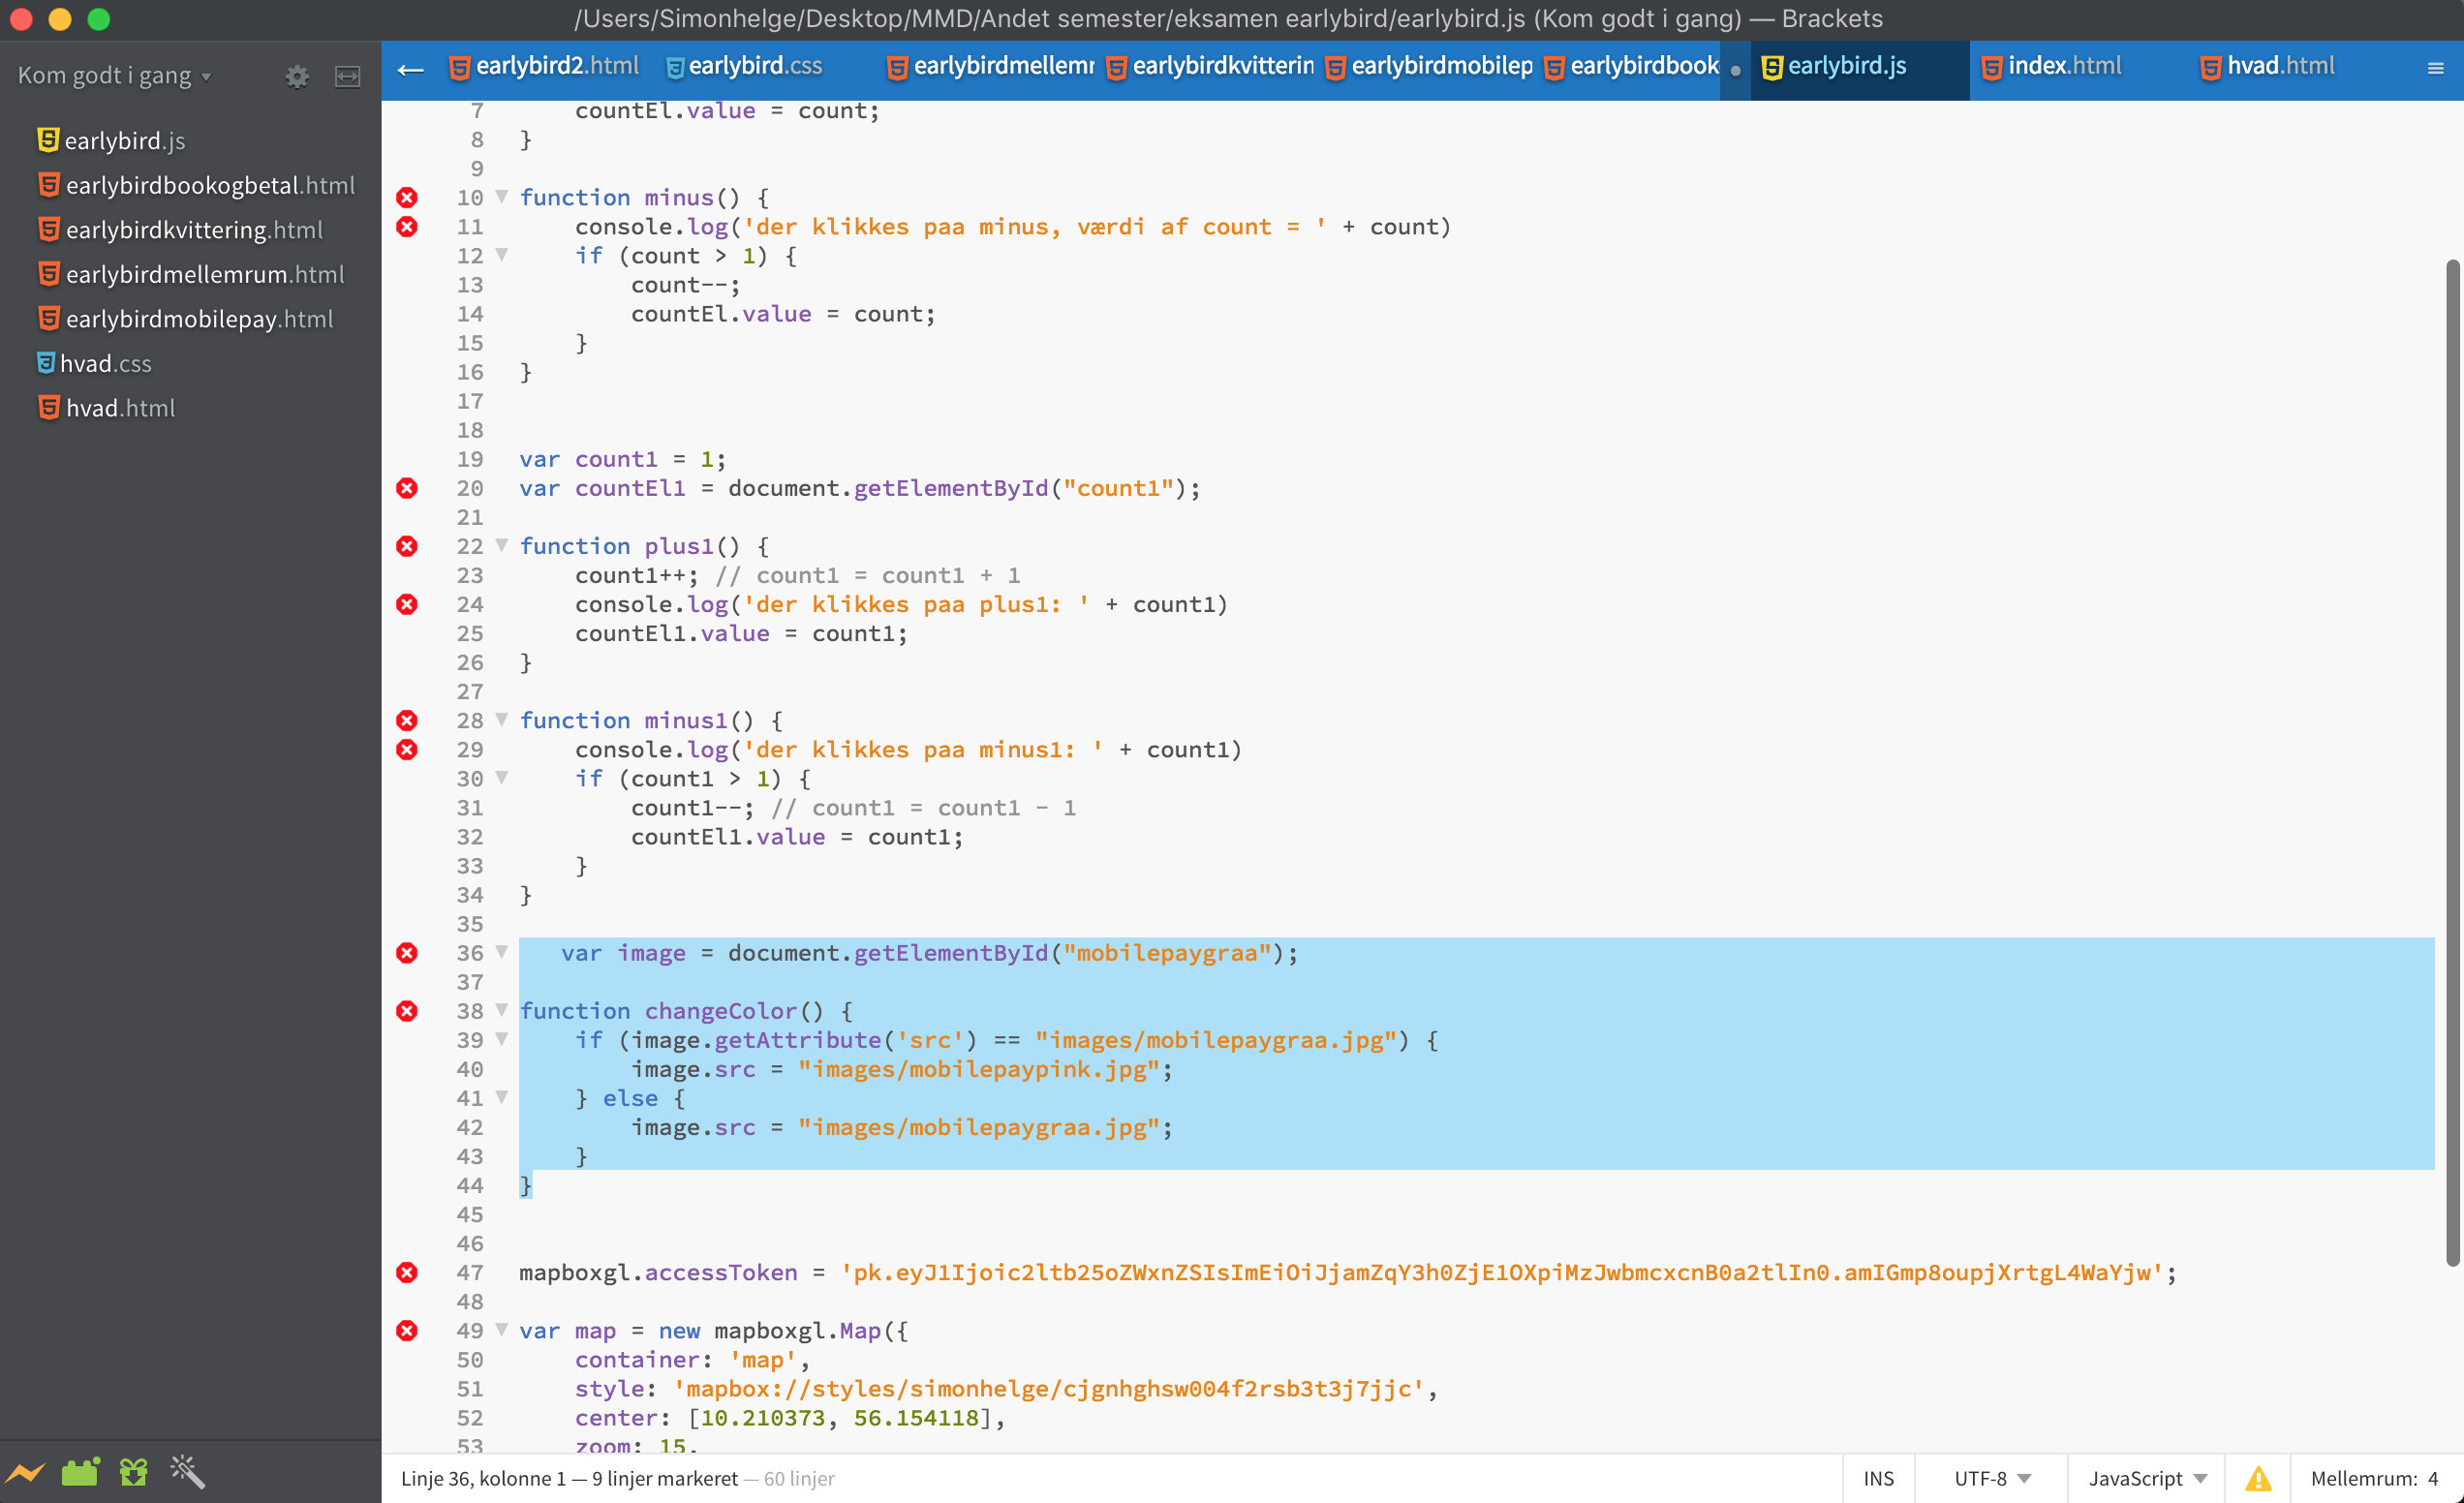 /Users/Simonhelge/Desktop/MMD/Andet semester/eksamen earlybird/earlybird.js (Kom godt i gang) — Brackets
Kom godt i gang
earlybird2.html
earlybird.css
earlybirdmellemr
earlybirdkvitterin
earlybirdmobilep
earlybirdbook
earlybird.js
index.html
hvad.html
earlybird.js
earlybirdbookogbetal.html
earlybirdkvittering.html
earlybirdmellemrum.html
earlybirdmobilepay.html
hvad.css
hvad.html
7 countEl.value = count;
8 }
9
10 function minus() {
11 console.log('der klikkes paa minus, værdi af count = ' + count)
12 if (count > 1) {
13 count--;
14 countEl.value = count;
15 }
16 }
17
18
19 var count1 = 1;
20 var countEl1 = document.getElementById("count1");
21
22 function plus1() {
23 count1++; // count1 = count1 + 1
24 console.log('der klikkes paa plus1: ' + count1)
25 countEl1.value = count1;
26 }
27
28 function minus1() {
29 console.log('der klikkes paa minus1: ' + count1)
30 if (count1 > 1) {
31 count1--; // count1 = count1 - 1
32 countEl1.value = count1;
33 }
34 }
35
36 var image = document.getElementById("mobilepaygraa");
37
38 function changeColor() {
39 if (image.getAttribute('src') == "images/mobilepaygraa.jpg") {
40 image.src = "images/mobilepaypink.jpg";
41 } else {
42 image.src = "images/mobilepaygraa.jpg";
43 }
44 }
45
46
47 mapboxgl.accessToken = 'pk.eyJ1Ijoic2ltb25oZWxnZSIsImEiOiJjamZqY3h0ZjE1OXpiMzJwbmcxcnB0a2tlIn0.amIGmp8oupjXrtgL4WaYjw';
48
49 var map = new mapboxgl.Map({
50 container: 'map',
51 style: 'mapbox://styles/simonhelge/cjgnhghsw004f2rsb3t3j7jjc',
52 center: [10.210373, 56.154118],
53 zoom: 15,
Linje 36, kolonne 1 — 9 linjer markeret — 60 linjer
INS
UTF-8
JavaScript
Mellemrum: 4